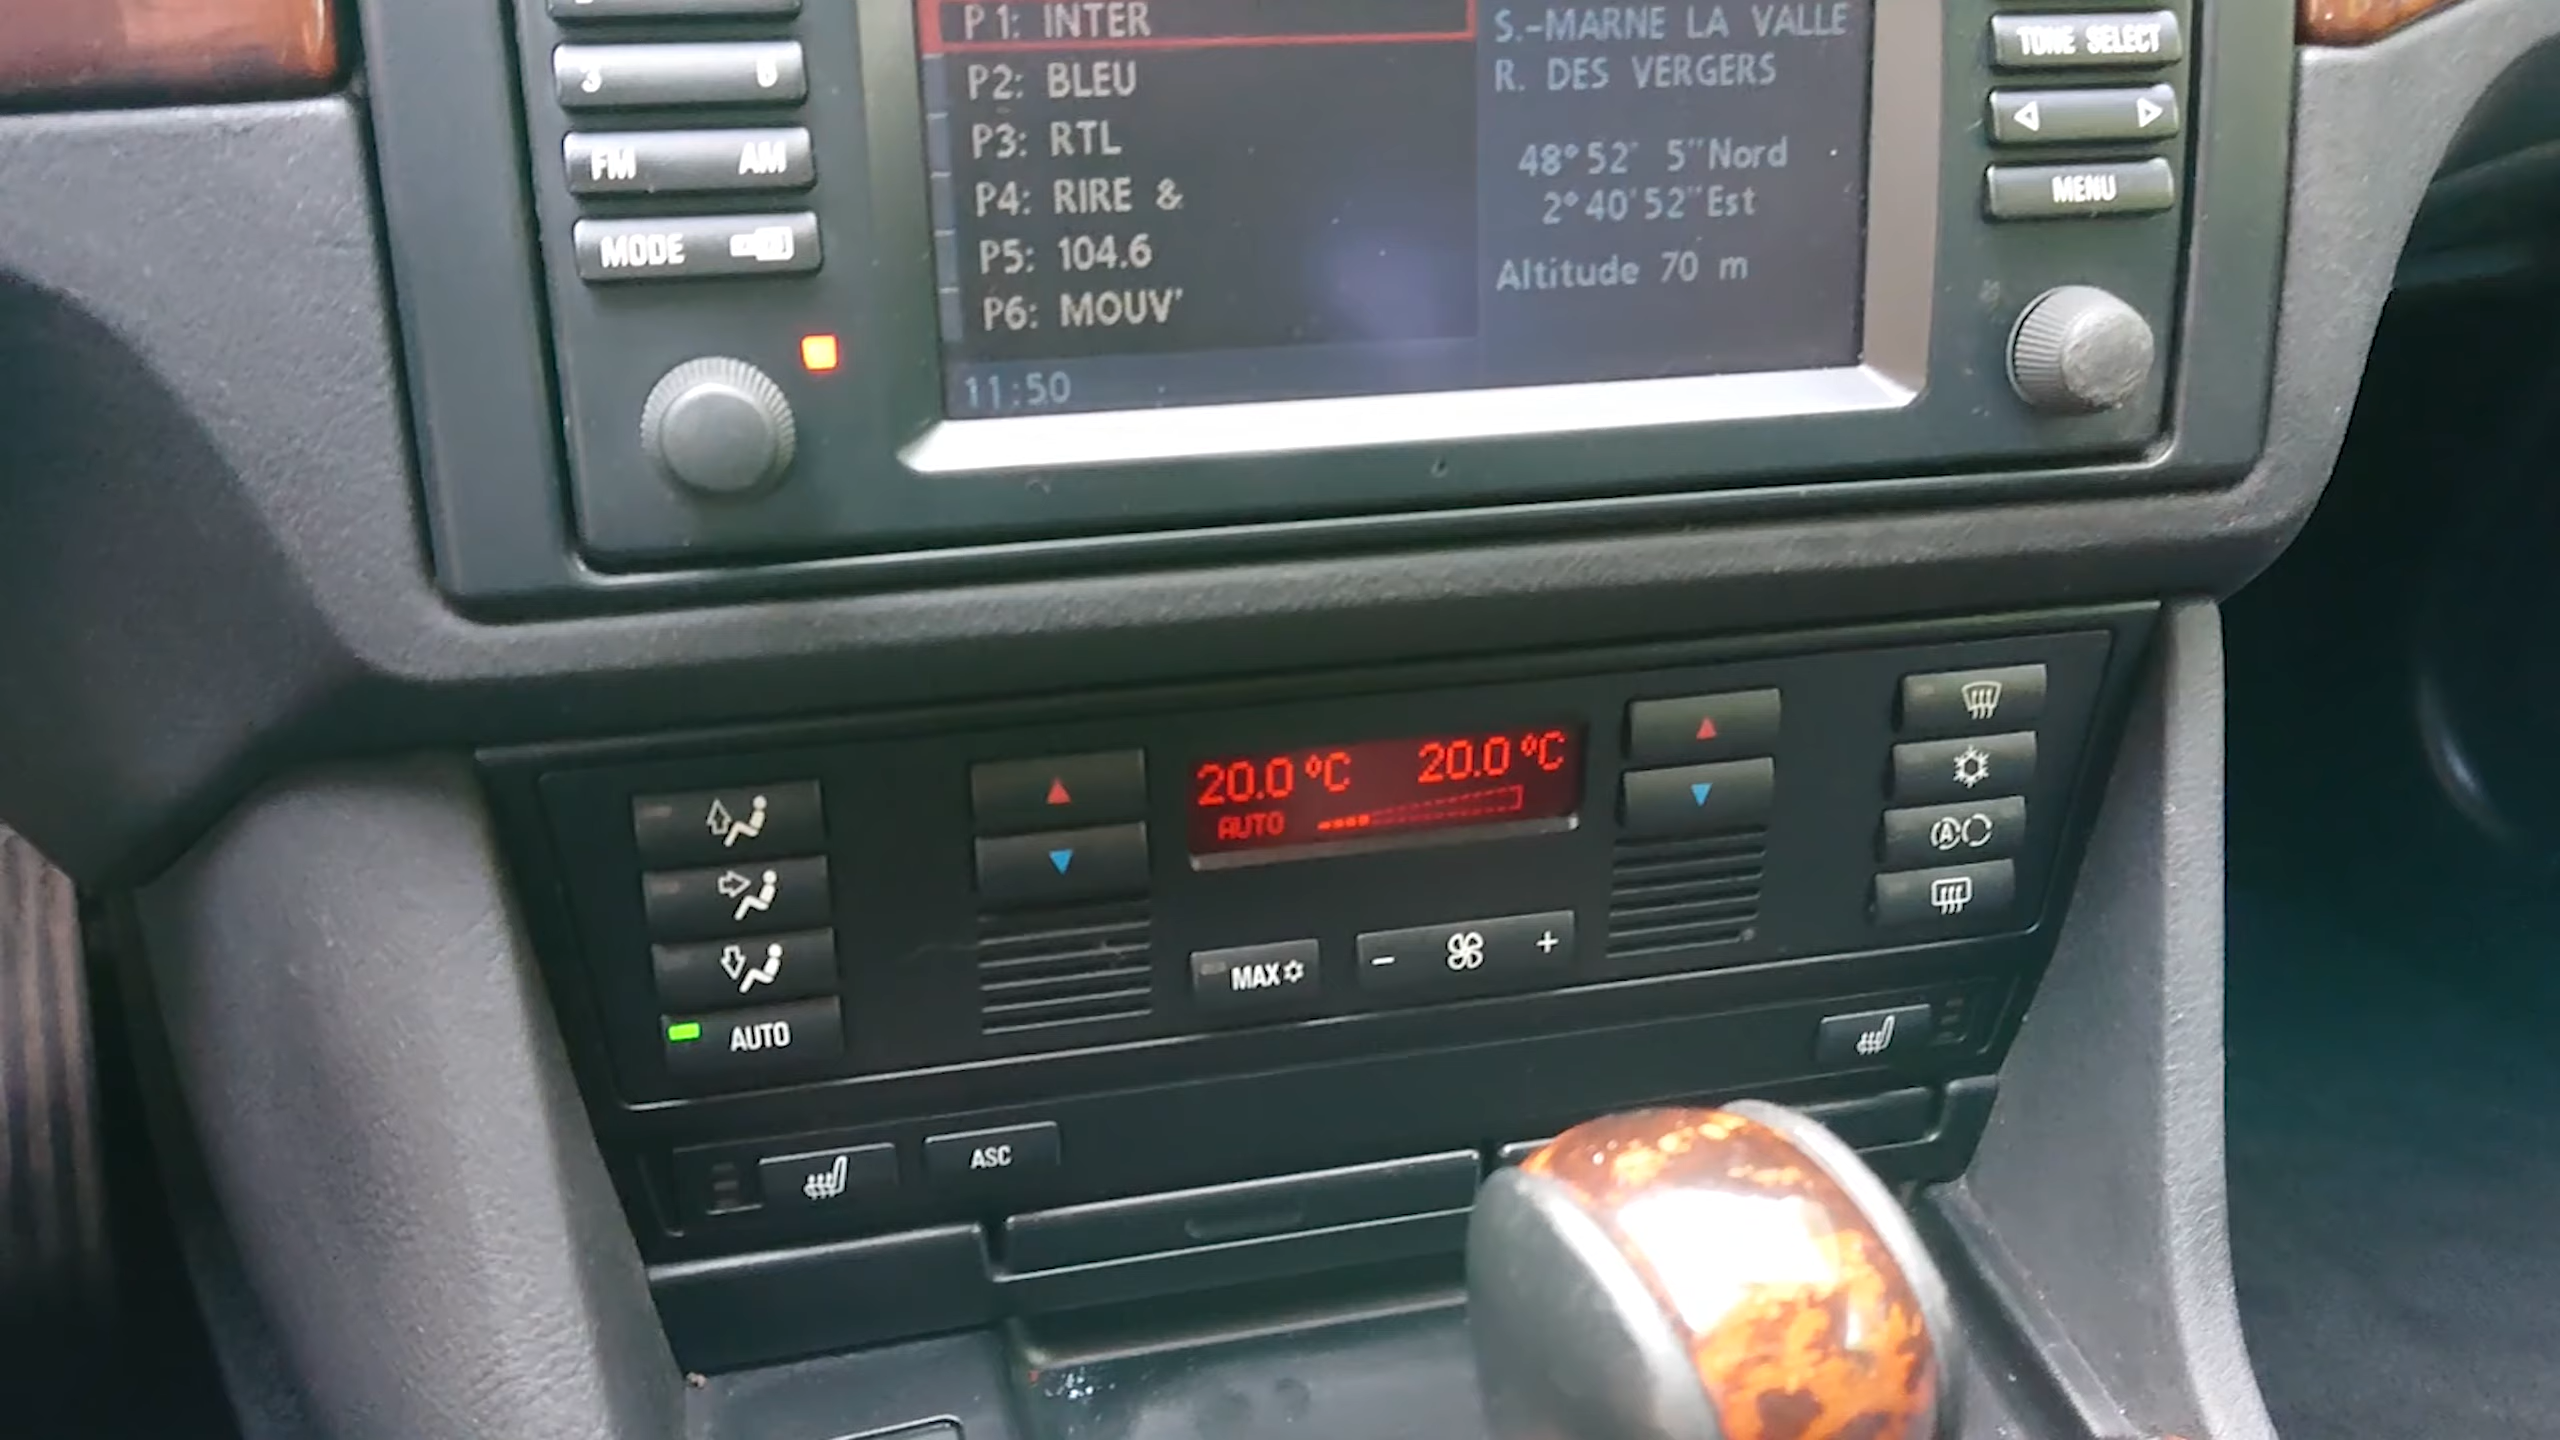 P1: INTER
P2: BLEU
P3: RTL
P4: RIRE &
P5: 104.6
P6: MOUV'
11:50
S.-MARNE LA VALLE
R. DES VERGERS
48°52' 5"Nord
2°40'52"Est
Altitude 70 m
3 6
FM AM
MODE
TONE SELECT
MENU
20.0 °C 20.0 °C
AUTO
MAX
- +
AUTO
ASC